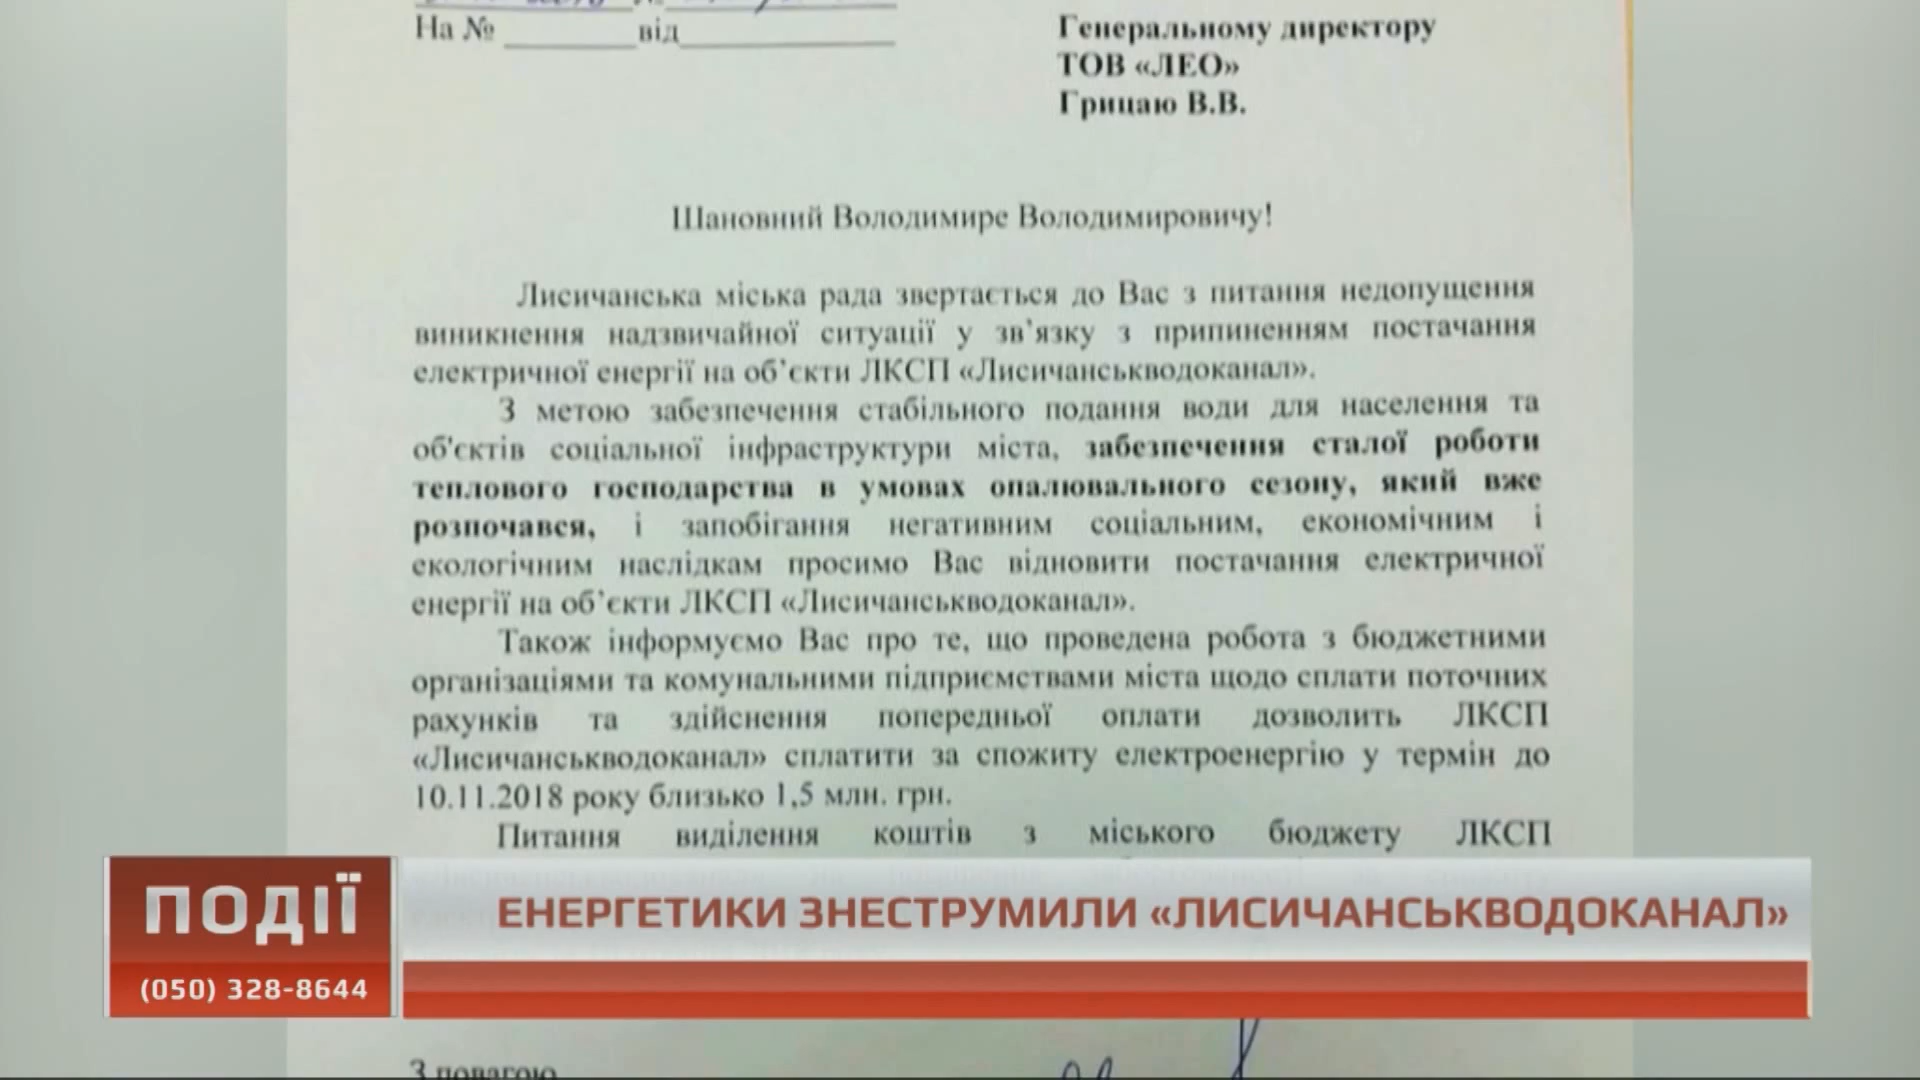 На № від
Генеральному директору
ТОВ «ЛЕО»
Грицаю В.В.
Шановний Володимире Володимировичу!
Лисичанська міська рада звертається до Вас з питання недопущення
виникнення надзвичайної ситуації у зв’язку з припиненням постачання
електричної енергії на об’єкти ЛКСП «Лисичанськводоканал».
З метою забезпечення стабільного подання води для населення та
об'єктів соціальної інфраструктури міста, забезпечення сталої роботи
теплового господарства в умовах опалювального сезону, який вже
розпочався, і запобігання негативним соціальним, економічним і
екологічним наслідкам просимо Вас відновити постачання електричної
енергії на об’єкти ЛКСП «Лисичанськводоканал».
Також інформуємо Вас про те, що проведена робота з бюджетними
організаціями та комунальними підприємствами міста щодо сплати поточних
рахунків та здійснення попередньої оплати дозволить ЛКСП
«Лисичанськводоканал» сплатити за спожиту електроенергію у термін до
10.11.2018 року близько 1,5 млн. грн.
Питання виділення коштів з міського бюджету ЛКСП
ПОДІЇ
(050) 328-8644
ЕНЕРГЕТИКИ ЗНЕСТРУМИЛИ «ЛИСИЧАНСЬКВОДОКАНАЛ»
З повагою